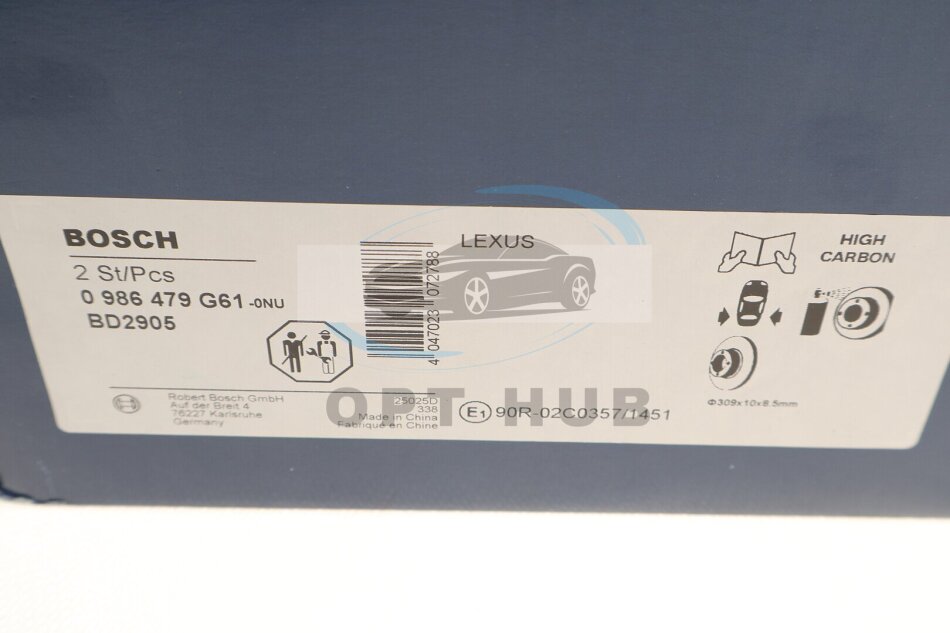 BOSCH
2 St/Pcs
0 986 479 G61 -0NU
BD2905
4 047023 072788
LEXUS
HIGH
CARBON
Φ309x10x8.5mm
Robert Bosch GmbH
Auf der Breit 4
76227 Karlsruhe
Germany
25025D
338
Made in China
Fabriqué en Chine
E1 90R-02C0357/1451
OPT HUB